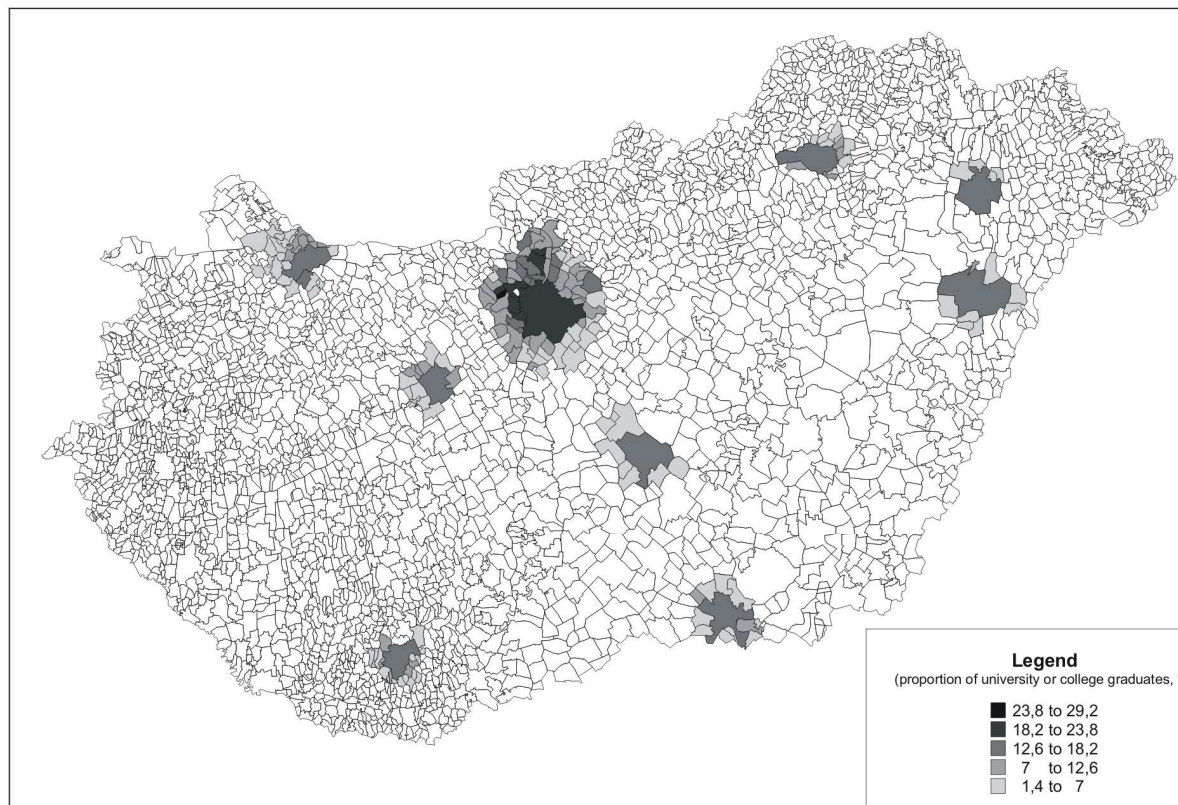 Legend
(proportion of university or college graduates,
23,8 to 29,2
18,2 to 23,8
12,6 to 18,2
7 to 12,6
1,4 to 7